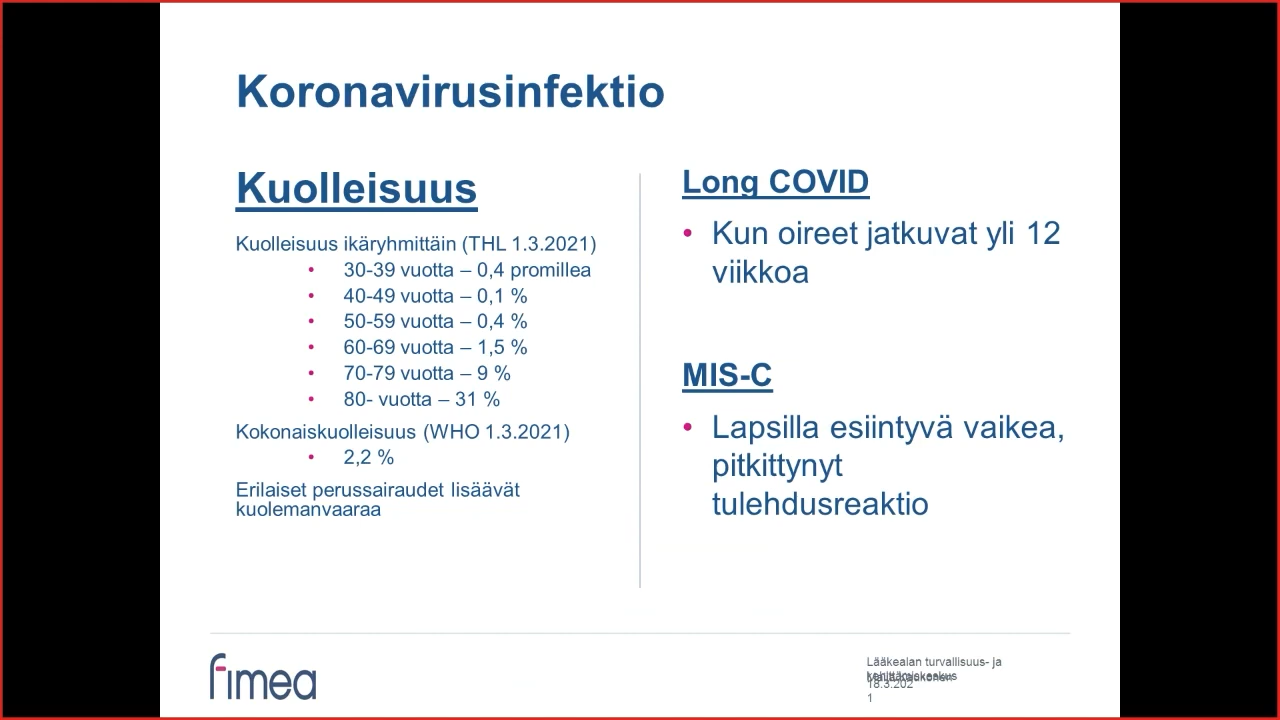 Koronavirusinfektio
Kuolleisuus
Kuolleisuus ikäryhmittäin (THL 1.3.2021)
• 30-39 vuotta – 0,4 promillea
• 40-49 vuotta – 0,1 %
• 50-59 vuotta – 0,4 %
• 60-69 vuotta – 1,5 %
• 70-79 vuotta – 9 %
• 80- vuotta – 31 %
Kokonaiskuolleisuus (WHO 1.3.2021)
• 2,2 %
Erilaiset perussairaudet lisäävät
kuolemanvaaraa
Long COVID
• Kun oireet jatkuvat yli 12
viikkoa
MIS-C
• Lapsilla esiintyvä vaikea,
pitkittynyt
tulehdusreaktio
fimea
Lääkealan turvallisuus- ja
18.3.202
1